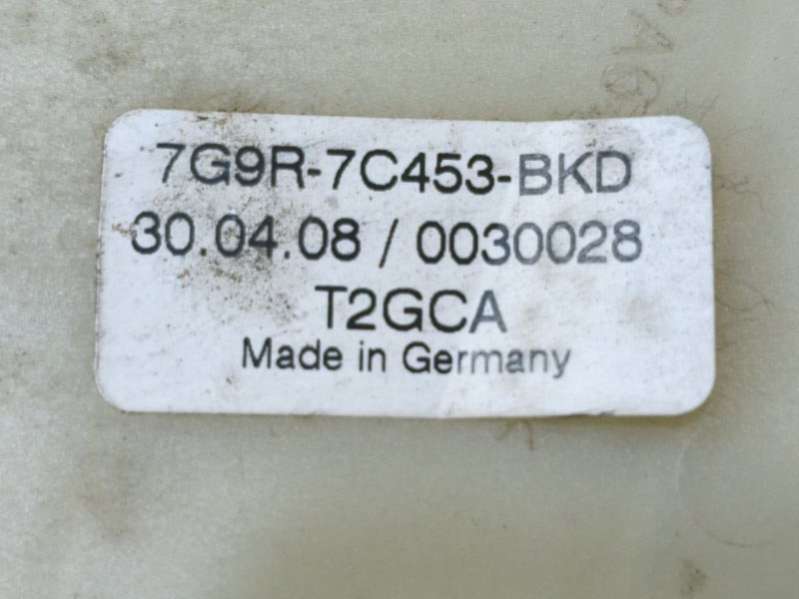 7G9R-7C453-BKD
30.04.08 / 0030028
T2GCA
Made in Germany